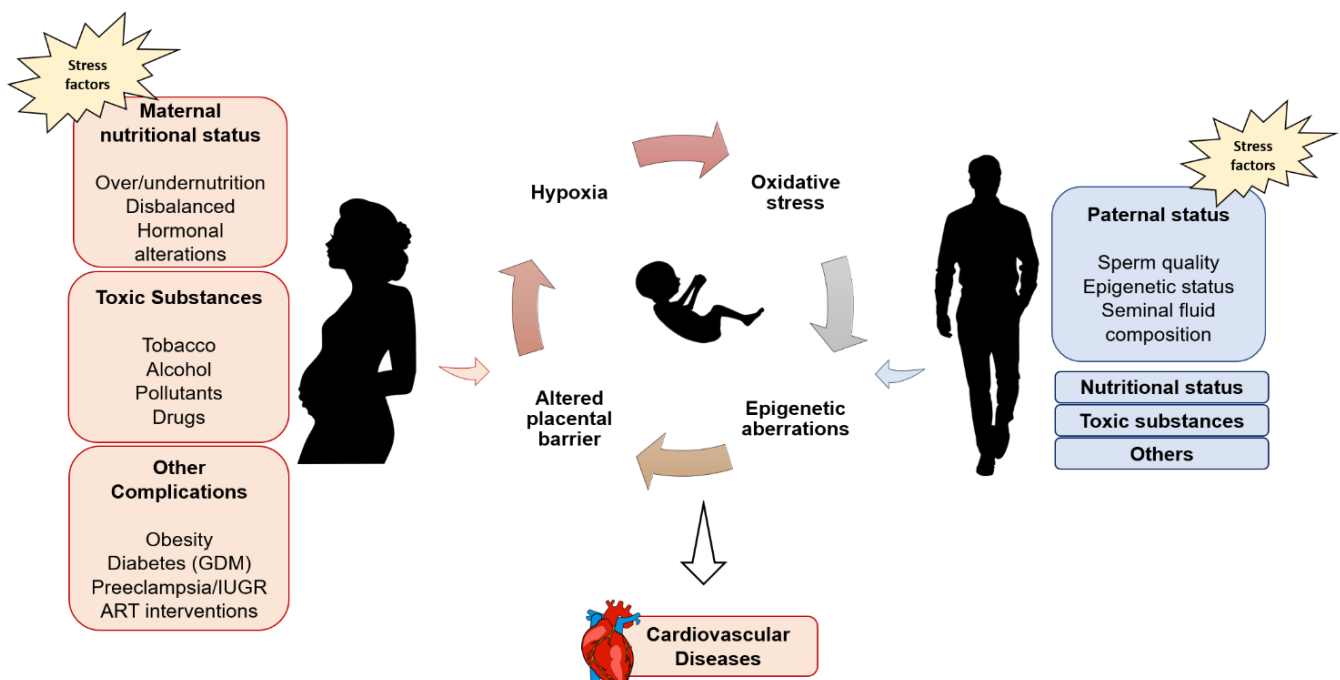 Stress
factors
Maternal
nutritional status
Over/undernutrition
Disbalanced
Hormonal
alterations
Toxic Substances
Tobacco
Alcohol
Pollutants
Drugs
Other
Complications
Obesity
Diabetes (GDM)
Preeclampsia/IUGR
ART interventions
Hypoxia
Oxidative
stress
Altered
placental
barrier
Epigenetic
aberrations
Cardiovascular
Diseases
Stress
factors
Paternal status
Sperm quality
Epigenetic status
Seminal fluid
composition
Nutritional status
Toxic substances
Others